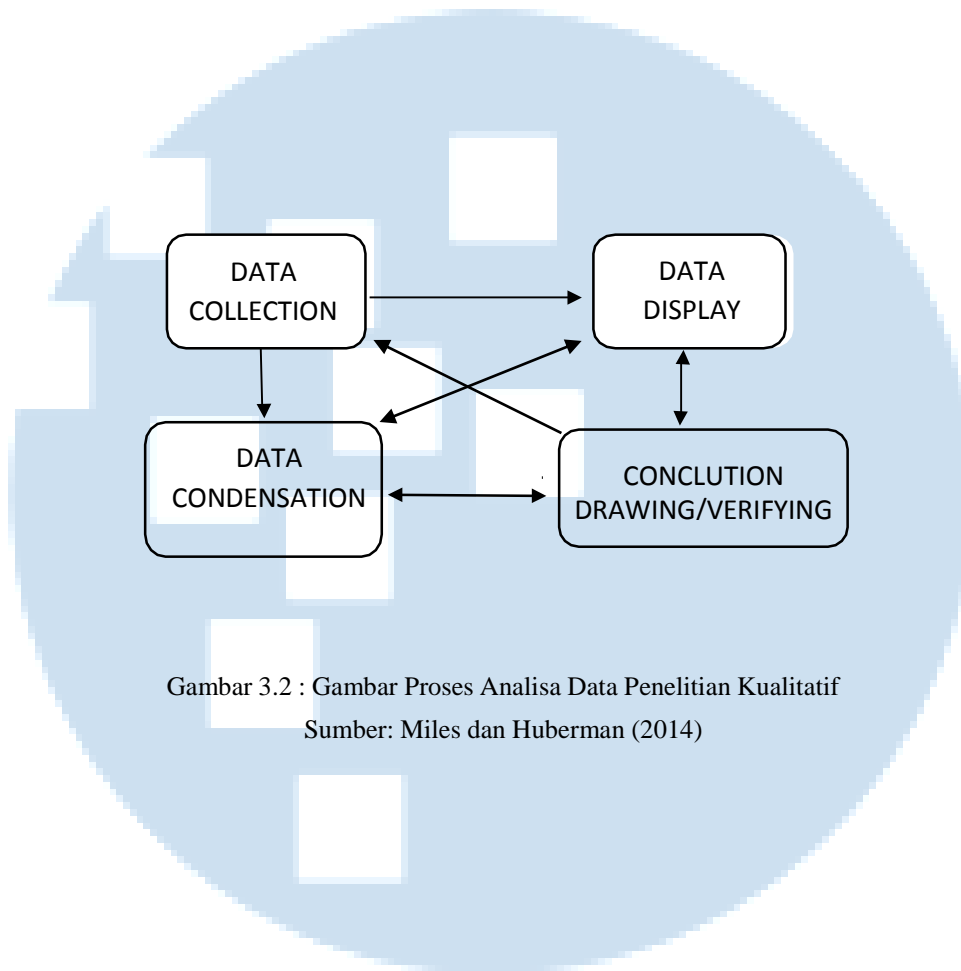 DATA
COLLECTION
DATA
DISPLAY
DATA
CONDENSATION
CONCLUTION
DRAWING/VERIFYING
Gambar 3.2 : Gambar Proses Analisa Data Penelitian Kualitatif
Sumber: Miles dan Huberman (2014)